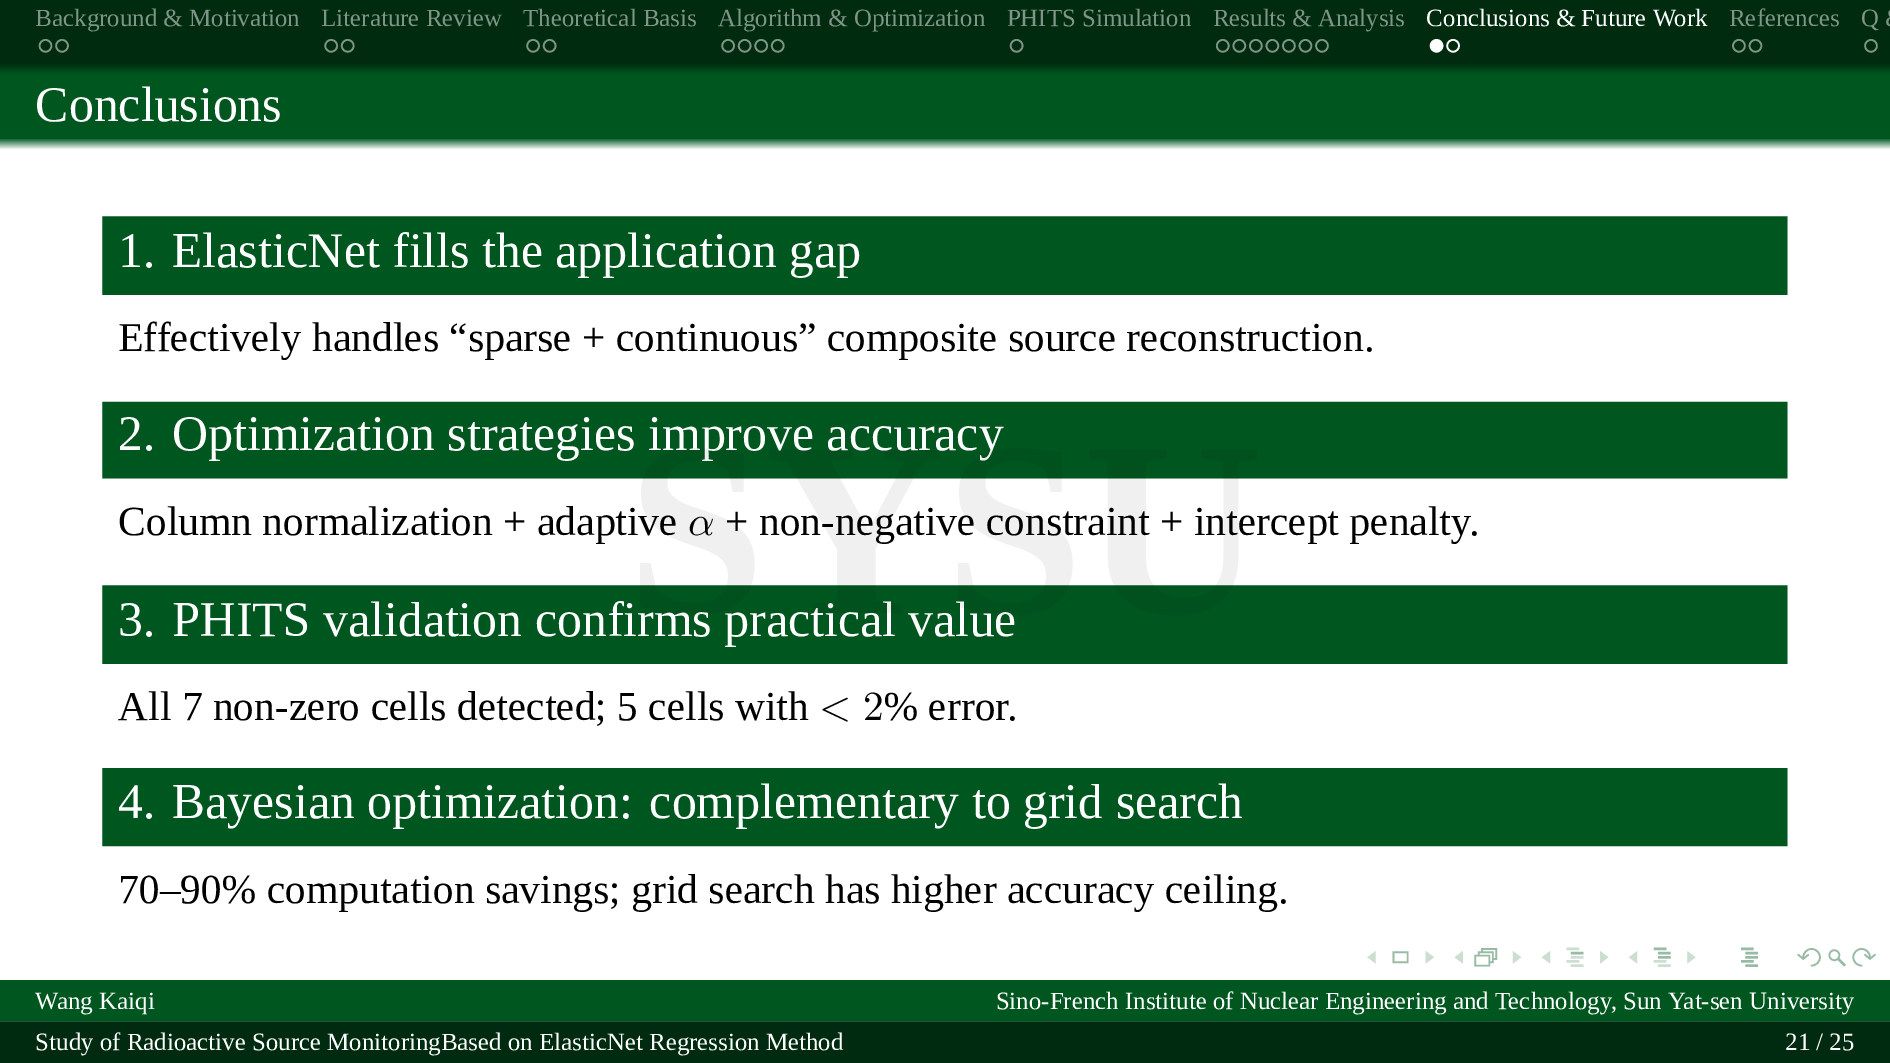 Background & Motivation Literature Review Theoretical Basis Algorithm & Optimization PHITS Simulation Results & Analysis Conclusions & Future Work References Q &
Conclusions
1. ElasticNet fills the application gap
Effectively handles “sparse + continuous” composite source reconstruction.
2. Optimization strategies improve accuracy
SYSU
Column normalization + adaptive α + non-negative constraint + intercept penalty.
3. PHITS validation confirms practical value
All 7 non-zero cells detected; 5 cells with < 2% error.
4. Bayesian optimization: complementary to grid search
70–90% computation savings; grid search has higher accuracy ceiling.
Wang Kaiqi Sino-French Institute of Nuclear Engineering and Technology, Sun Yat-sen University
Study of Radioactive Source MonitoringBased on ElasticNet Regression Method 21 / 25